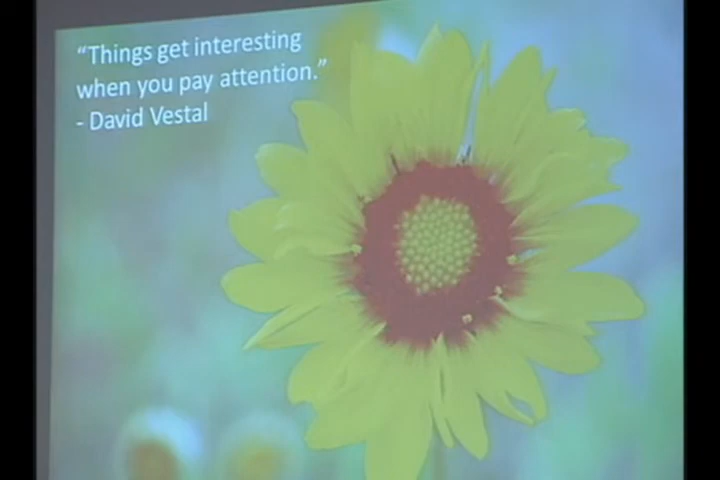 “Things get interesting
when you pay attention.”
- David Vestal